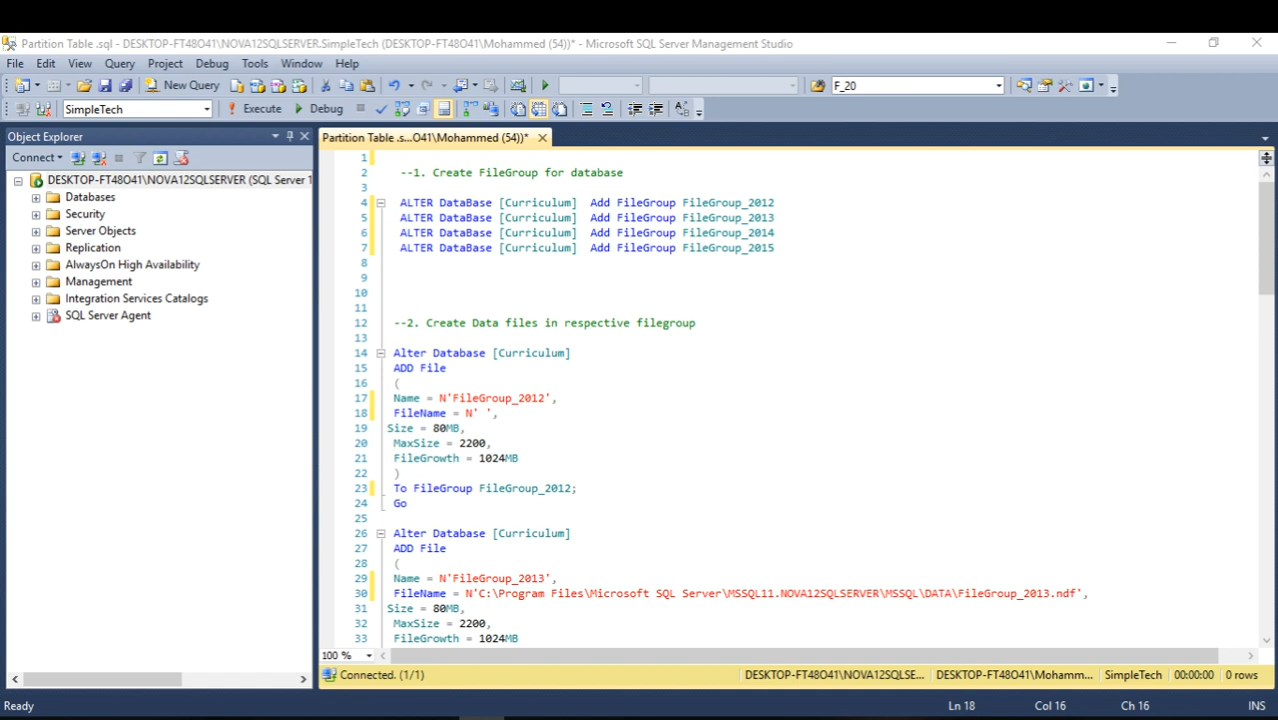 Partition Table .sql - DESKTOP-FT48O41\NOVA12SQLSERVER.SimpleTech (DESKTOP-FT48O41\Mohammed (54))* - Microsoft SQL Server Management Studio
File Edit View Query Project Debug Tools Window Help
New Query F_20
SimpleTech Execute Debug
Object Explorer
Connect
DESKTOP-FT48O41\NOVA12SQLSERVER (SQL Server 1
Databases
Security
Server Objects
Replication
AlwaysOn High Availability
Management
Integration Services Catalogs
SQL Server Agent
Partition Table .s...O41\Mohammed (54))*
1
2 --1. Create FileGroup for database
3
4 ALTER DataBase [Curriculum] Add FileGroup FileGroup_2012
5 ALTER DataBase [Curriculum] Add FileGroup FileGroup_2013
6 ALTER DataBase [Curriculum] Add FileGroup FileGroup_2014
7 ALTER DataBase [Curriculum] Add FileGroup FileGroup_2015
8
9
10
11
12 --2. Create Data files in respective filegroup
13
14 Alter Database [Curriculum]
15 ADD File
16 (
17 Name = N'FileGroup_2012',
18 FileName = N' ',
19 Size = 80MB,
20 MaxSize = 2200,
21 FileGrowth = 1024MB
22 )
23 To FileGroup FileGroup_2012;
24 Go
25
26 Alter Database [Curriculum]
27 ADD File
28 (
29 Name = N'FileGroup_2013',
30 FileName = N'C:\Program Files\Microsoft SQL Server\MSSQL11.NOVA12SQLSERVER\MSSQL\DATA\FileGroup_2013.ndf',
31 Size = 80MB,
32 MaxSize = 2200,
33 FileGrowth = 1024MB
100 %
Connected. (1/1) DESKTOP-FT48O41\NOVA12SQLSE... DESKTOP-FT48O41\Mohamm... SimpleTech 00:00:00 0 rows
Ready Ln 18 Col 16 Ch 16 INS